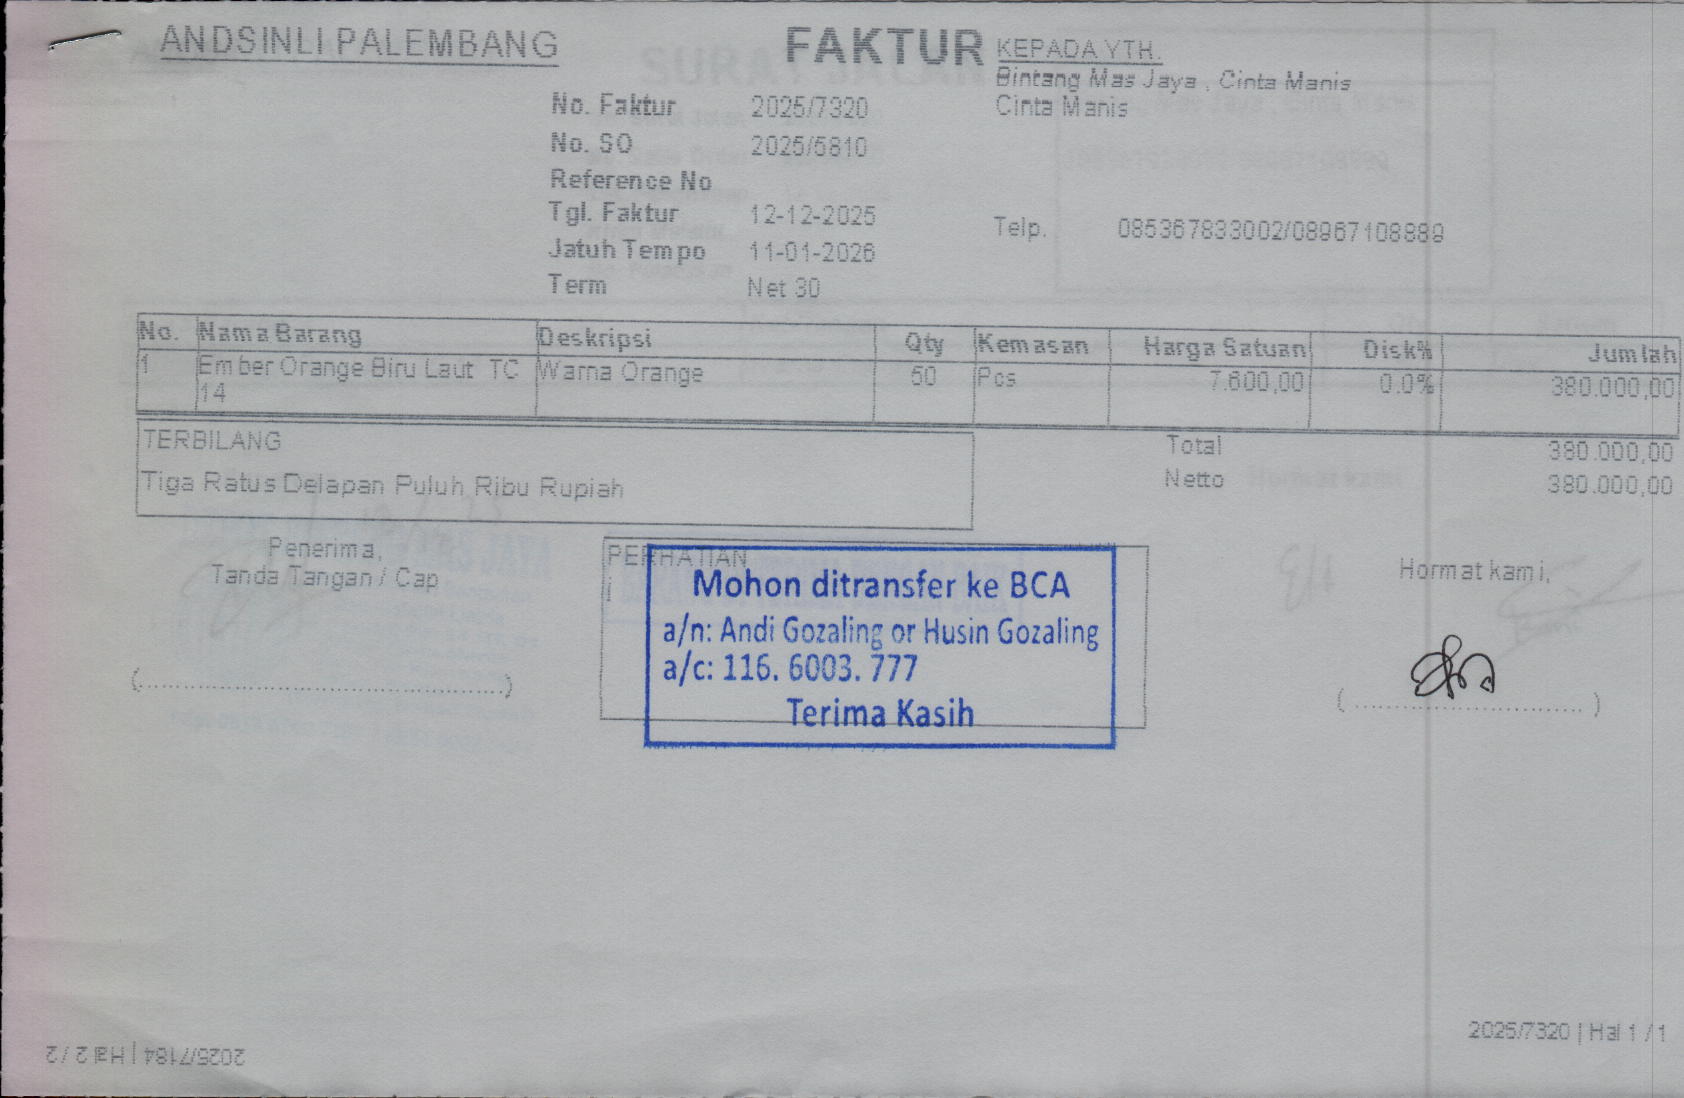 ANDSINLI PALEMBANG
FAKTUR
No. Faktur 2025/7320
No. SO 2025/5810
Reference No
Tgl. Faktur 12-12-2025
Jatuh Tempo 11-01-2026
Term Net 30
KEPADA YTH.
Bintang Mas Jaya , Cinta Manis
Cinta Manis
Telp. 085367833002/08967108889
No. Nama Barang Deskripsi Qty Kemasan Harga Satuan Disk% Jumlah
1 Ember Orange Biru Laut TC 14 Warna Orange 50 Pcs 7.600,00 0.0% 380.000,00
TERBILANG
Tiga Ratus Delapan Puluh Ribu Rupiah
Total 380.000,00
Netto 380.000,00
Penerima,
Tanda Tangan / Cap
(........................................................)
PERHATIAN
i
Mohon ditransfer ke BCA
a/n: Andi Gozaling or Husin Gozaling
a/c: 116. 6003. 777
Terima Kasih
Hormat kami,
(...................................)
2025/7320 | Hal 1 / 1
2025/7184 | Hal 2 / 2